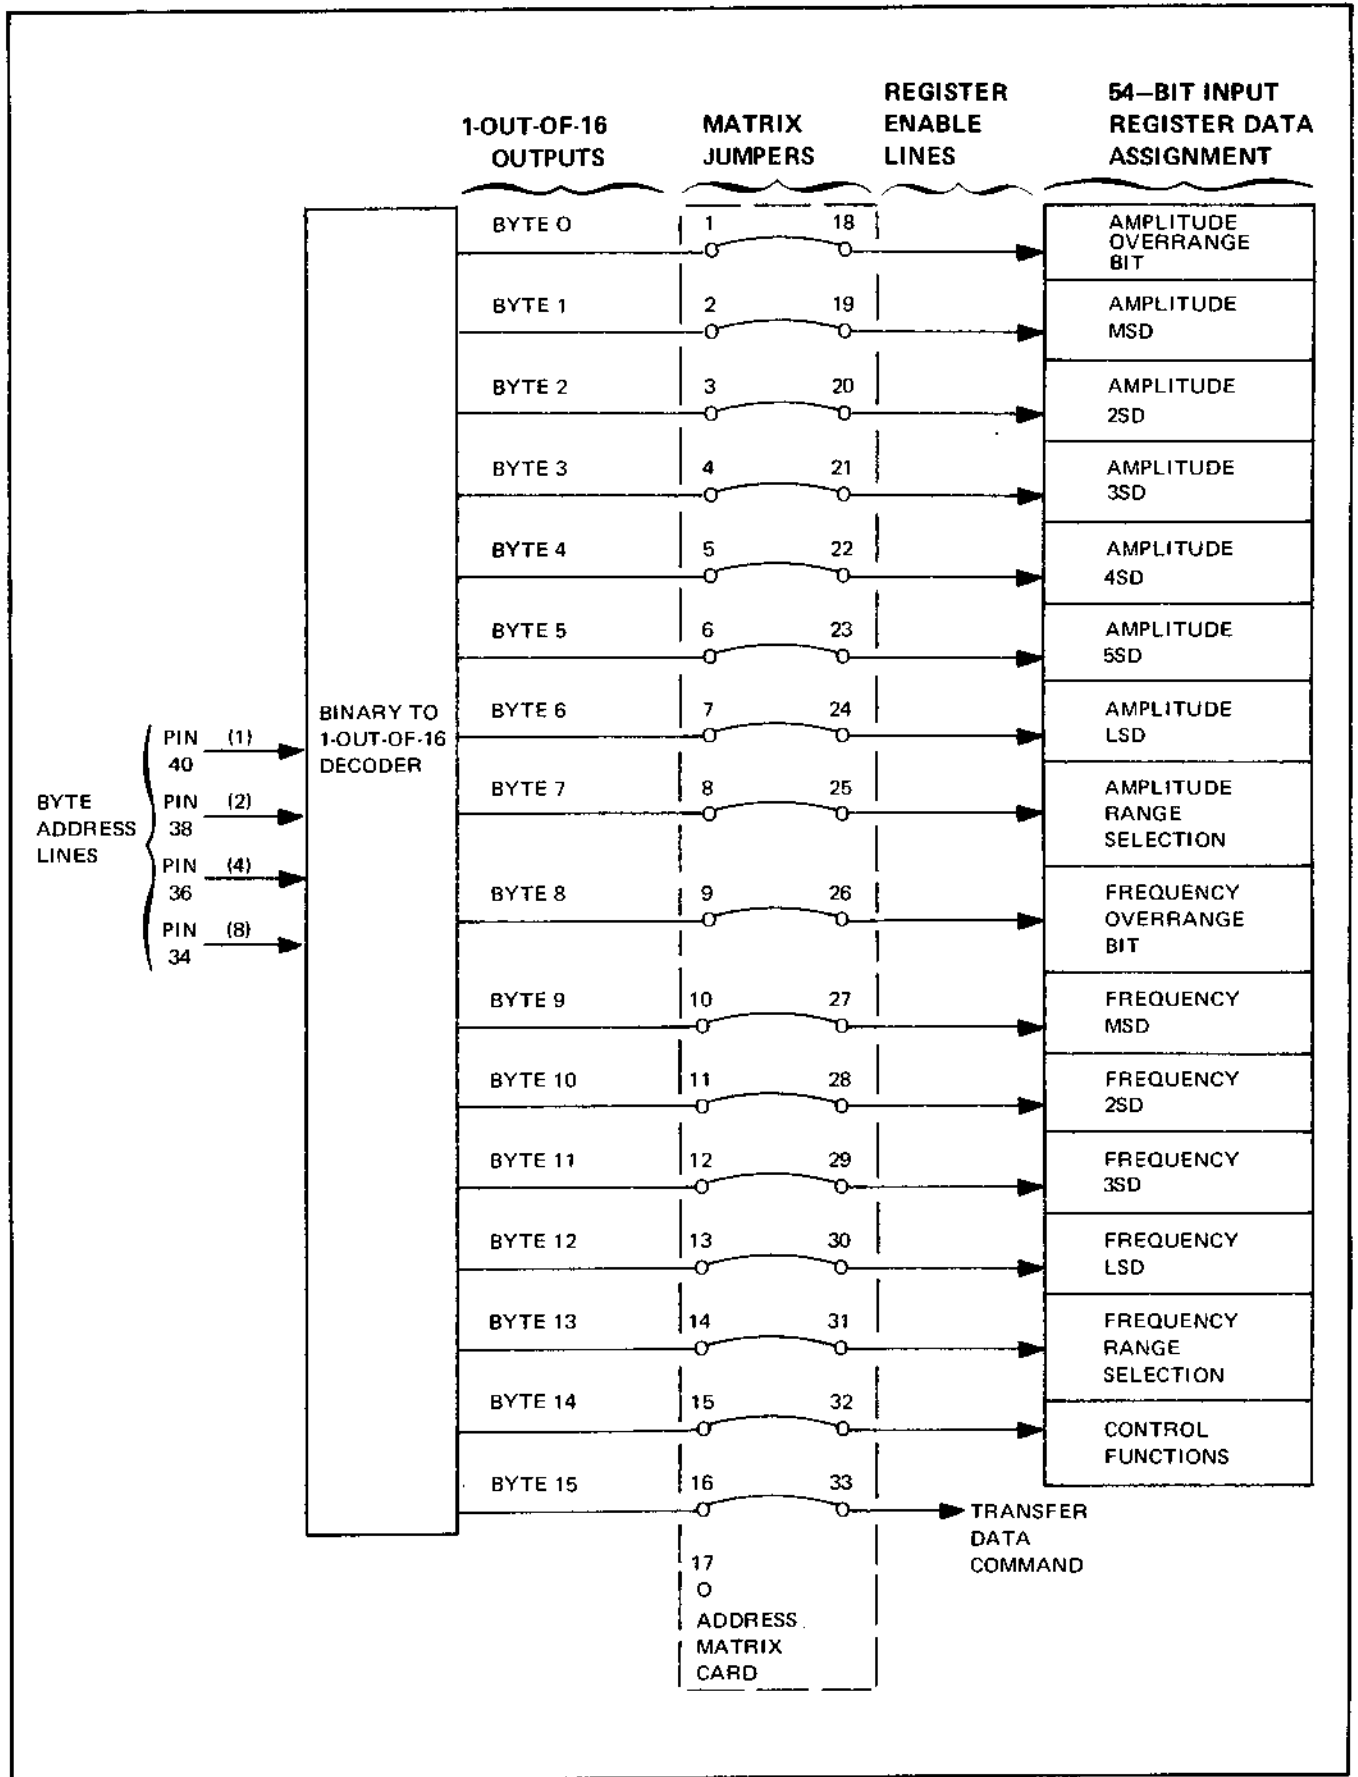 1-OUT-OF-16
OUTPUTS
MATRIX
JUMPERS
REGISTER
ENABLE
LINES
54–BIT INPUT
REGISTER DATA
ASSIGNMENT
BYTE 0
1
18
AMPLITUDE
OVERRANGE
BIT
BYTE 1
2
19
AMPLITUDE
MSD
BYTE 2
3
20
AMPLITUDE
2SD
BYTE 3
4
21
AMPLITUDE
3SD
BYTE 4
5
22
AMPLITUDE
4SD
BYTE 5
6
23
AMPLITUDE
5SD
BYTE 6
7
24
AMPLITUDE
LSD
BYTE 7
8
25
AMPLITUDE
RANGE
SELECTION
BYTE 8
9
26
FREQUENCY
OVERRANGE
BIT
BYTE 9
10
27
FREQUENCY
MSD
BYTE 10
11
28
FREQUENCY
2SD
BYTE 11
12
29
FREQUENCY
3SD
BYTE 12
13
30
FREQUENCY
LSD
BYTE 13
14
31
FREQUENCY
RANGE
SELECTION
BYTE 14
15
32
CONTROL
FUNCTIONS
BYTE 15
16
33
TRANSFER
DATA
COMMAND
17
ADDRESS
MATRIX
CARD
BINARY TO
1-OUT-OF-16
DECODER
BYTE
ADDRESS
LINES
PIN (1)
40
PIN (2)
38
PIN (4)
36
PIN (8)
34